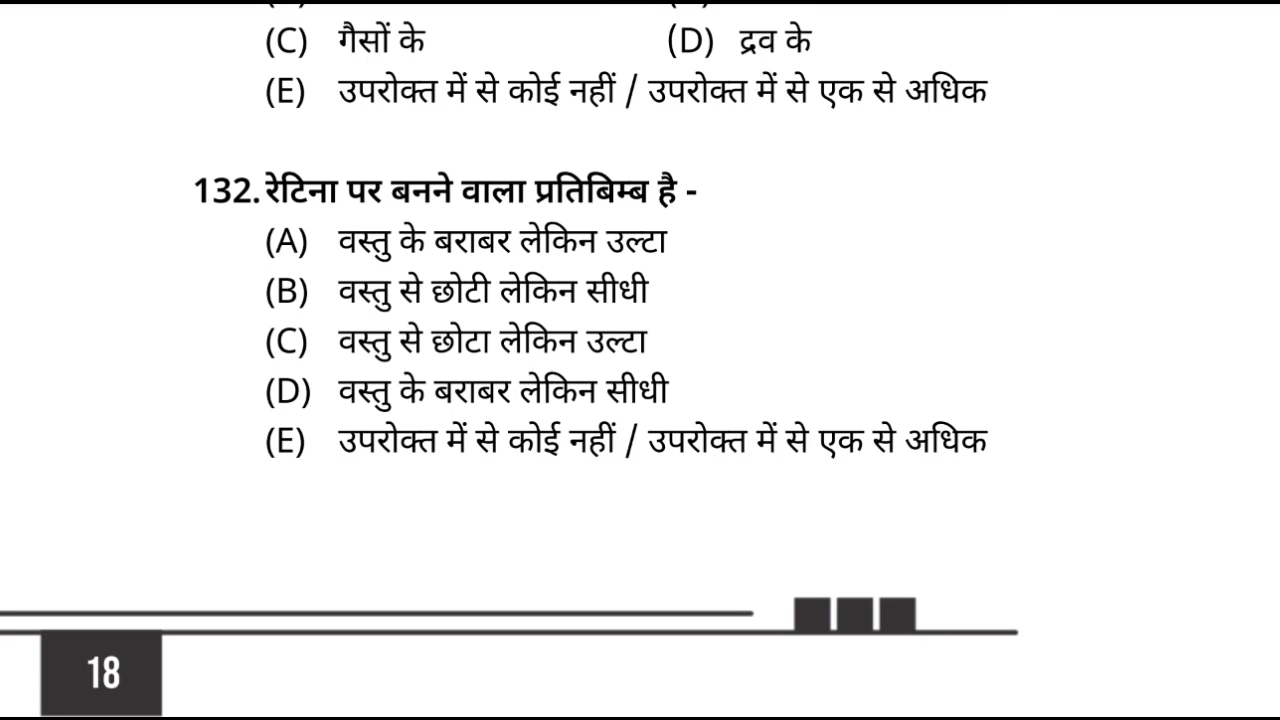 (C) गैसों के (D) द्रव के
(E) उपरोक्त में से कोई नहीं / उपरोक्त में से एक से अधिक
132. रेटिना पर बनने वाला प्रतिबिम्ब है -
(A) वस्तु के बराबर लेकिन उल्टा
(B) वस्तु से छोटी लेकिन सीधी
(C) वस्तु से छोटा लेकिन उल्टा
(D) वस्तु के बराबर लेकिन सीधी
(E) उपरोक्त में से कोई नहीं / उपरोक्त में से एक से अधिक
18